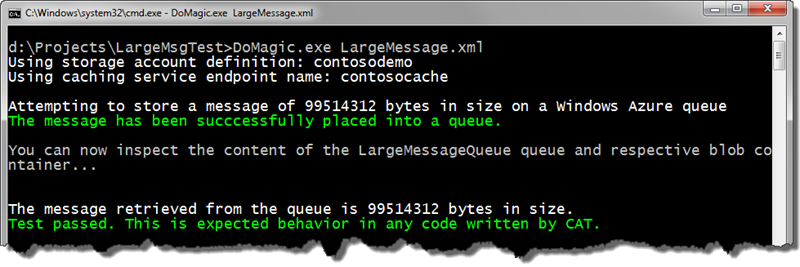 C:\Windows\system32\cmd.exe - DoMagic.exe LargeMessage.xml
d:\Projects\LargeMsgTest>DoMagic.exe LargeMessage.xml
Using storage account definition: contosodemo
Using caching service endpoint name: contosocache
Attempting to store a message of 99514312 bytes in size on a Windows Azure queue
The message has been succcessfully placed into a queue.
You can now inspect the content of the LargeMessageQueue queue and respective blob co
ntainer...
The message retrieved from the queue is 99514312 bytes in size.
Test passed. This is expected behavior in any code written by CAT.